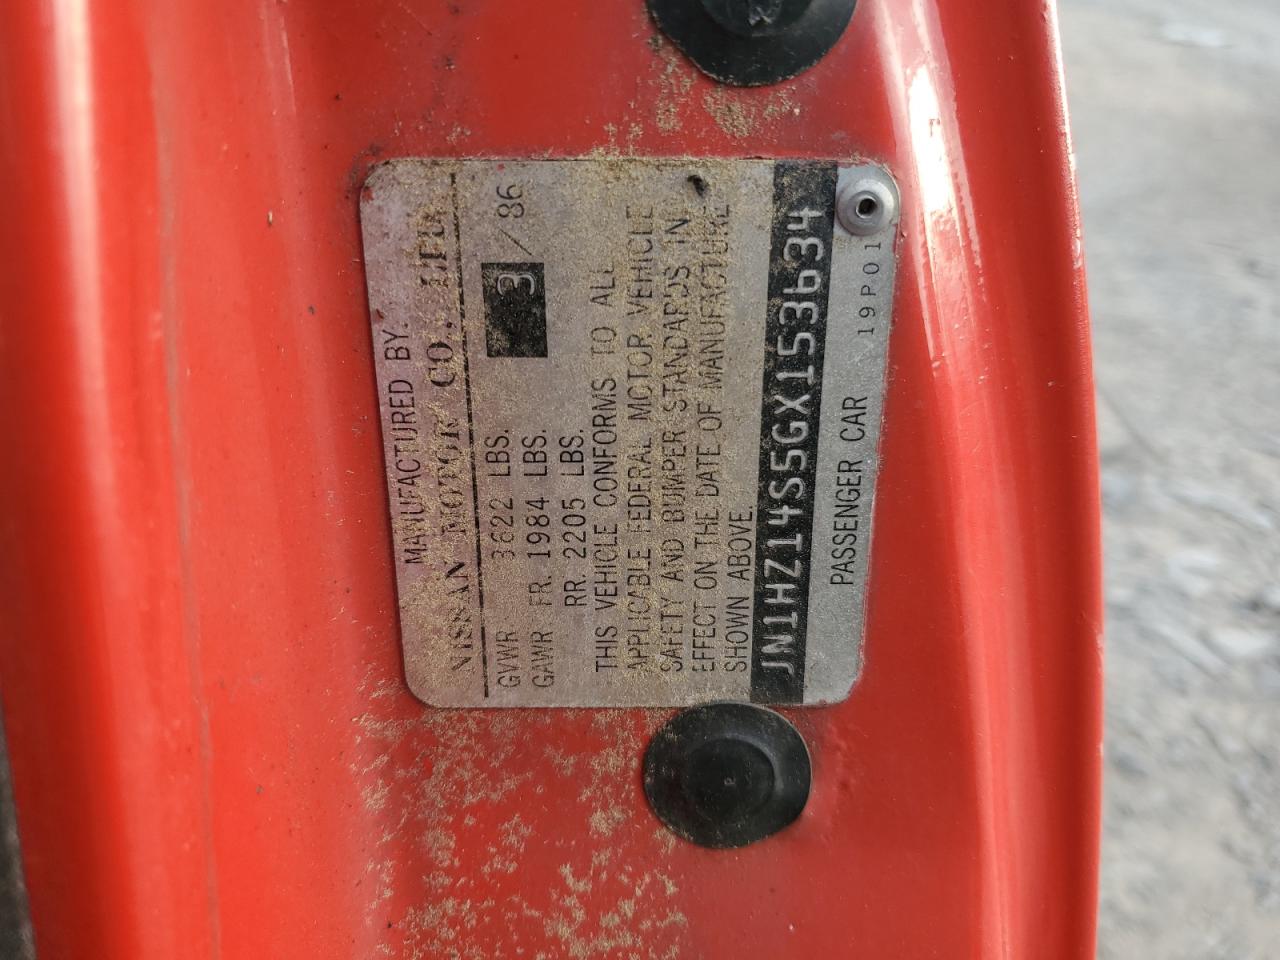 MANUFACTURED BY.
NISSAN MOTOR CO., LTD.
3/86
GVWR 3622 LBS.
GAWR FR. 1984 LBS.
RR. 2205 LBS.
THIS VEHICLE CONFORMS TO ALL
APPLICABLE FEDERAL MOTOR VEHICLE
SAFETY AND BUMPER STANDARDS IN
EFFECT ON THE DATE OF MANUFACTURE
SHOWN ABOVE.
JN1HZ14S5GX153634
PASSENGER CAR 19P01